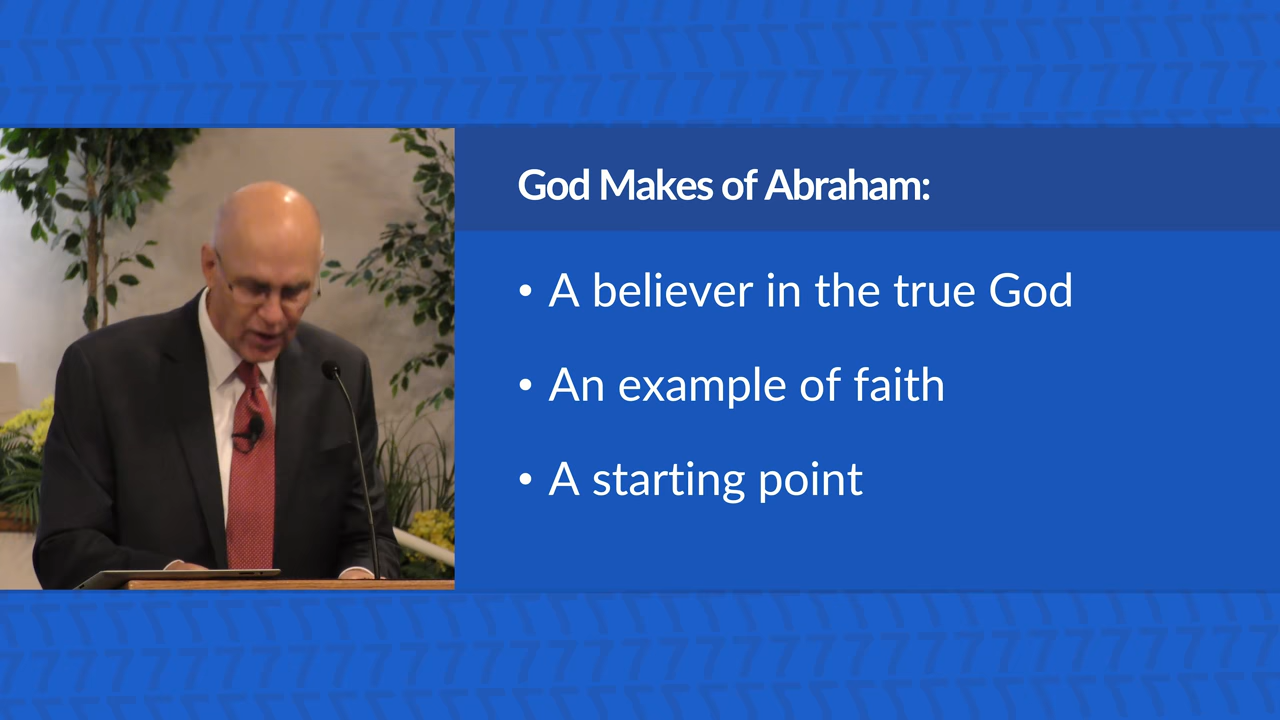 God Makes of Abraham:
• A believer in the true God
• An example of faith
• A starting point